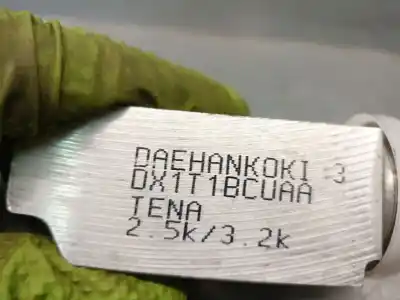 DAEHANKOKI 3
DX1T1BCUAA
TENA
2.5k/3.2k